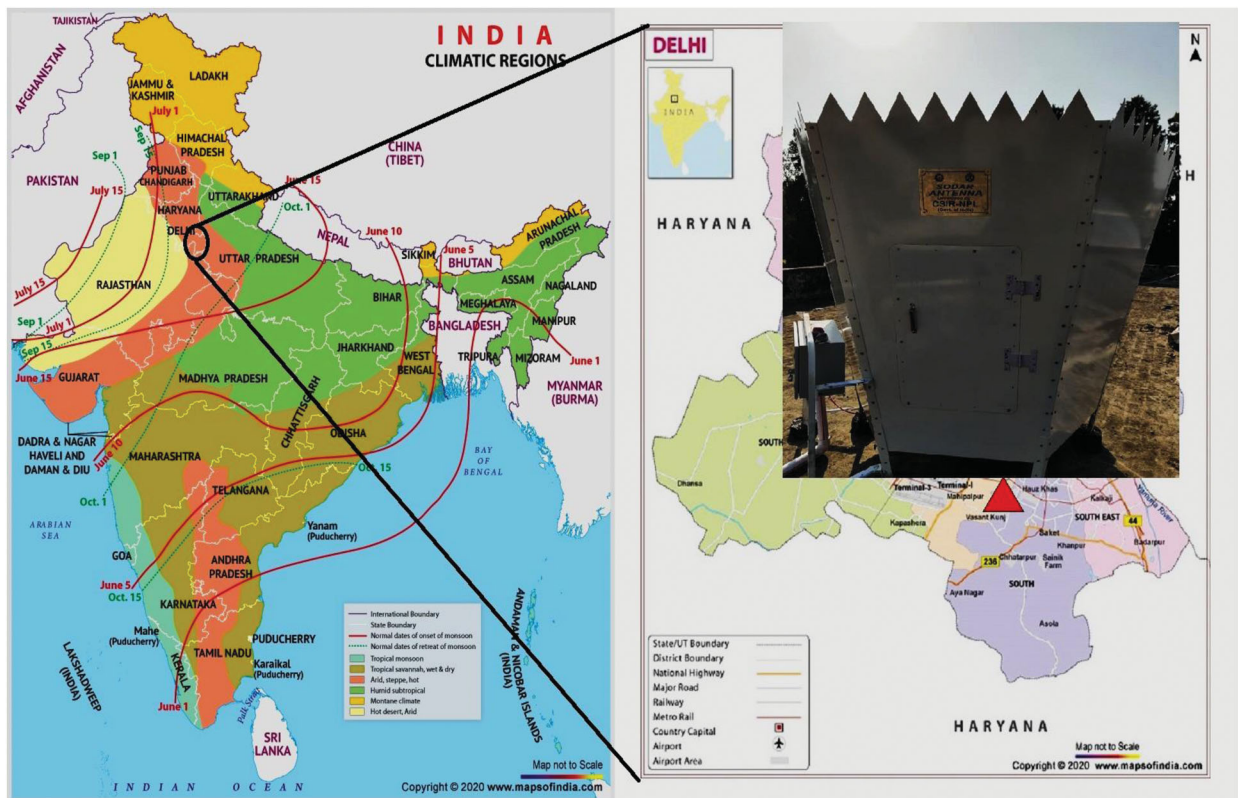 INDIA
CLIMATIC REGIONS
TAJIKISTAN
AFGHANISTAN
LADAKH
JAMMU &
KASHMIR
July 1
HIMACHAL
PRADESH
Sep 15
Sep 1
CHINA
(TIBET)
PUNJAB
CHANDIGARH
PAKISTAN
July 15
UTTARAKHAND
June 15
Oct. 1
HARYANA
DELHI
NEPAL
June 10
SIKKIM
June 5
BHUTAN
ARUNACHAL
PRADESH
UTTAR PRADESH
RAJASTHAN
ASSAM
NAGALAND
July 15
BIHAR
MEGHALAYA
Sep 1
July 1
BANGLADESH
MANIPUR
Sep 15
JHARKHAND
WEST
BENGAL
TRIPURA
MIZORAM
June 1
June 15
GUJARAT
MADHYA PRADESH
MYANMAR
(BURMA)
CHHATTISGARH
DADRA & NAGAR
HAVELI AND
DAMAN & DIU
June 10
ODISHA
MAHARASHTRA
BAY
OF
BENGAL
Oct. 15
TELANGANA
Oct. 1
ARABIAN
SEA
Yanam
(Puducherry)
GOA
ANDHRA
PRADESH
June 5
Oct. 15
KARNATAKA
Mahe
(Puducherry)
PUDUCHERRY
TAMIL NADU
Karaikal
(Puducherry)
KERALA
LAKSHADWEEP
(INDIA)
ANDAMAN & NICOBAR ISLANDS
(INDIA)
June 1
Palk Strait
SRI
LANKA
INDIAN OCEAN
International Boundary
State Boundary
Normal dates of onset of monsoon
Normal dates of retreat of monsoon
Tropical monsoon
Tropical savannah, wet & dry
Arid, steppe, hot
Humid subtropical
Montane climate
Hot desert, Arid
Map not to Scale
Copyright © 2020 www.mapsofindia.com
DELHI
N
INDIA
HARYANA
H
SODAR
ANTENNA
CSIR-NPL
SOUTH
Dhansa
Terminal-3
Terminal-I
Mahipalpur
Hauz Khas
Kalkaji
Yamuna River
Kapashera
Vasant Kunj
SOUTH EAST
44
Saket
Badarpur
Khanpur
236
Chhatarpur
Sainik
Farm
SOUTH
Aya Nagar
Asola
State/UT Boundary
District Boundary
National Highway
Major Road
Railway
Metro Rail
Country Capital
Airport
Airport Area
HARYANA
Map not to Scale
Copyright © 2020 www.mapsofindia.com